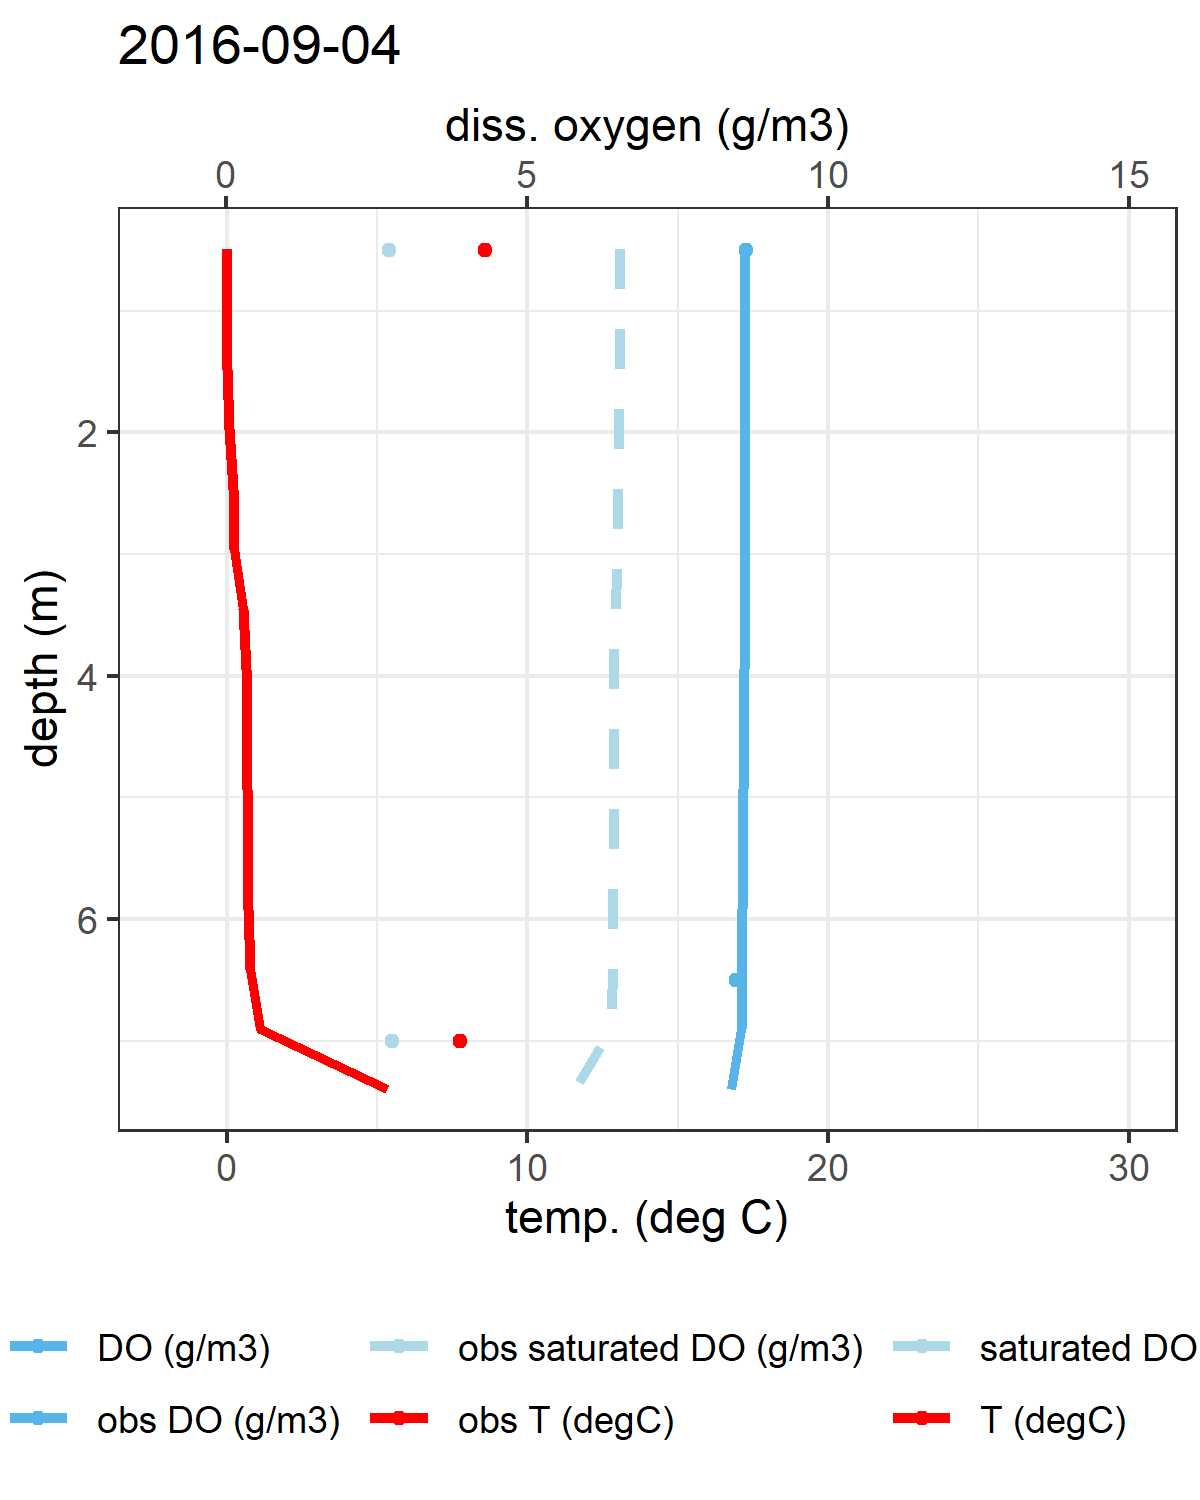 2016-09-04
diss. oxygen (g/m3)
0 5 10 15
2
4
6
depth (m)
0 10 20 30
temp. (deg C)
DO (g/m3) obs saturated DO (g/m3) saturated DO
obs DO (g/m3) obs T (degC) T (degC)